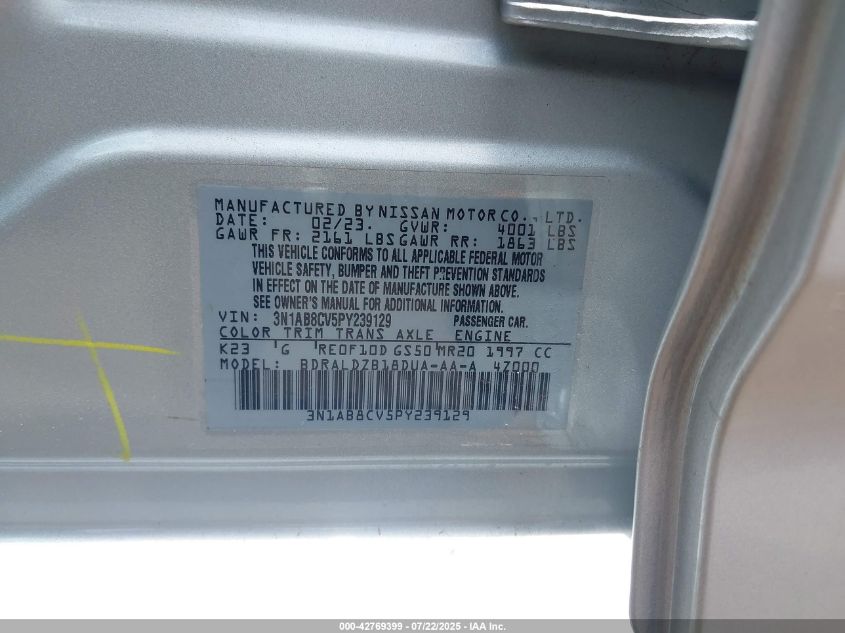 MANUFACTURED BY NISSAN MOTOR CO., LTD.
DATE: 02/23. GVWR: 4001 LBS
GAWR FR: 2161 LBS GAWR RR: 1863 LBS
THIS VEHICLE CONFORMS TO ALL APPLICABLE FEDERAL MOTOR
VEHICLE SAFETY, BUMPER AND THEFT PREVENTION STANDARDS
IN EFFECT ON THE DATE OF MANUFACTURE SHOWN ABOVE.
SEE OWNER'S MANUAL FOR ADDITIONAL INFORMATION.
VIN: 3N1AB8CV5PY239129 PASSENGER CAR.
COLOR TRIM TRANS AXLE ENGINE
K23 G RE0F10D GS50 MR20 1997 CC
MODEL: BDRALDZB18DUA-AA-A 47000
3N1AB8CV5PY239129
000-42769399 - 07/22/2025 - IAA Inc.